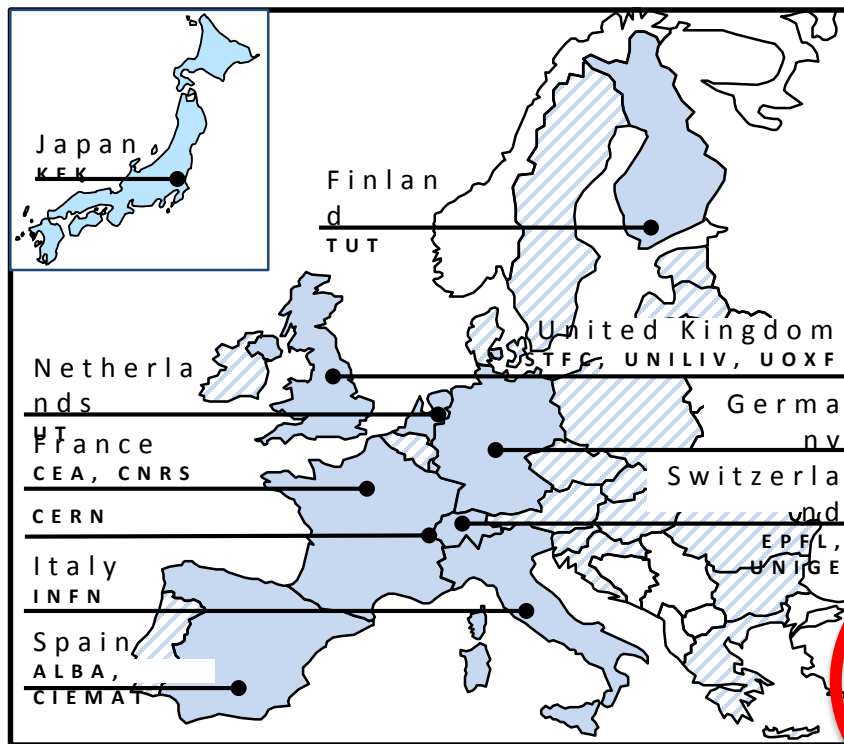 Japan
KEK
Finlan
d
TUT
United Kingdom
STFC, UNILIV, UOXF
Netherla
nds
UT
Germa
ny
France
CEA, CNRS
Switzerla
nd
EPFL,
UNIGE
CERN
Italy
INFN
Spain
ALBA,
CIEMAT